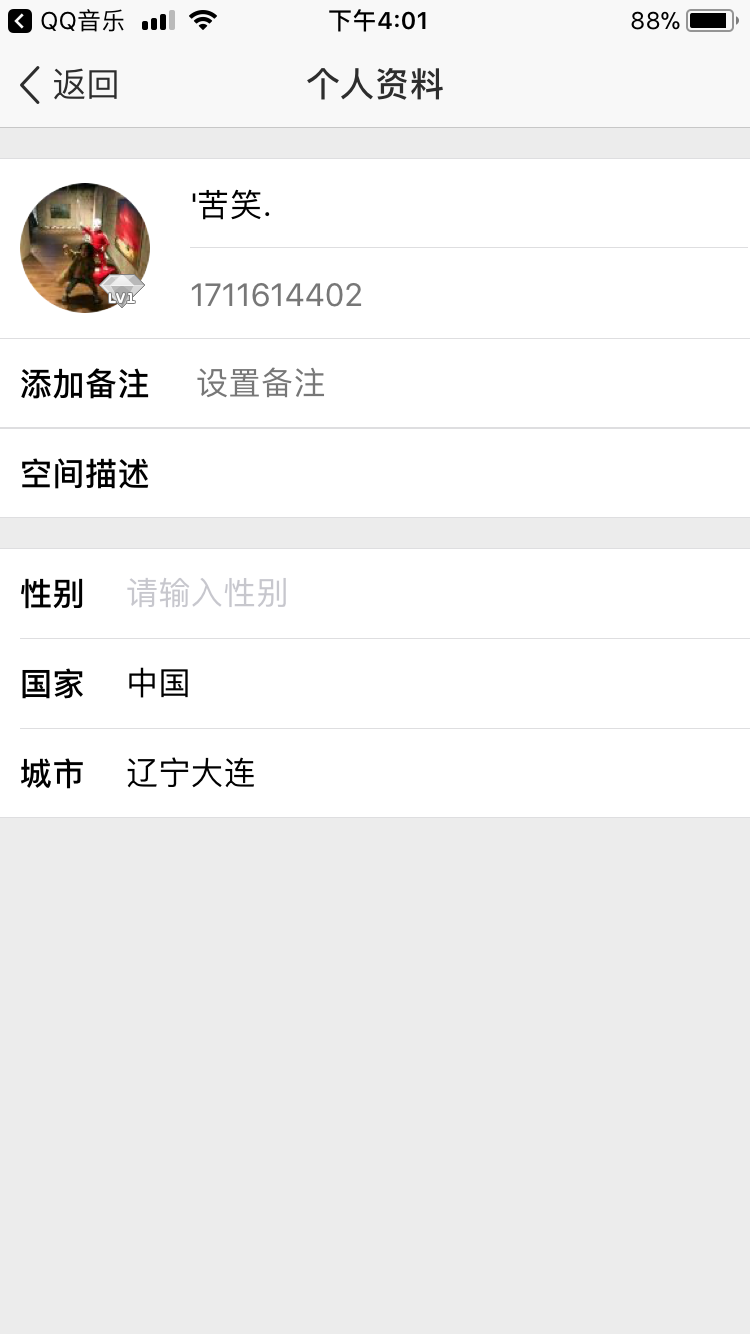 QQ音乐 下午4:01 88%
返回 个人资料
'苦笑.
LV1
1711614402
添加备注 设置备注
空间描述
性别 请输入性别
国家 中国
城市 辽宁大连